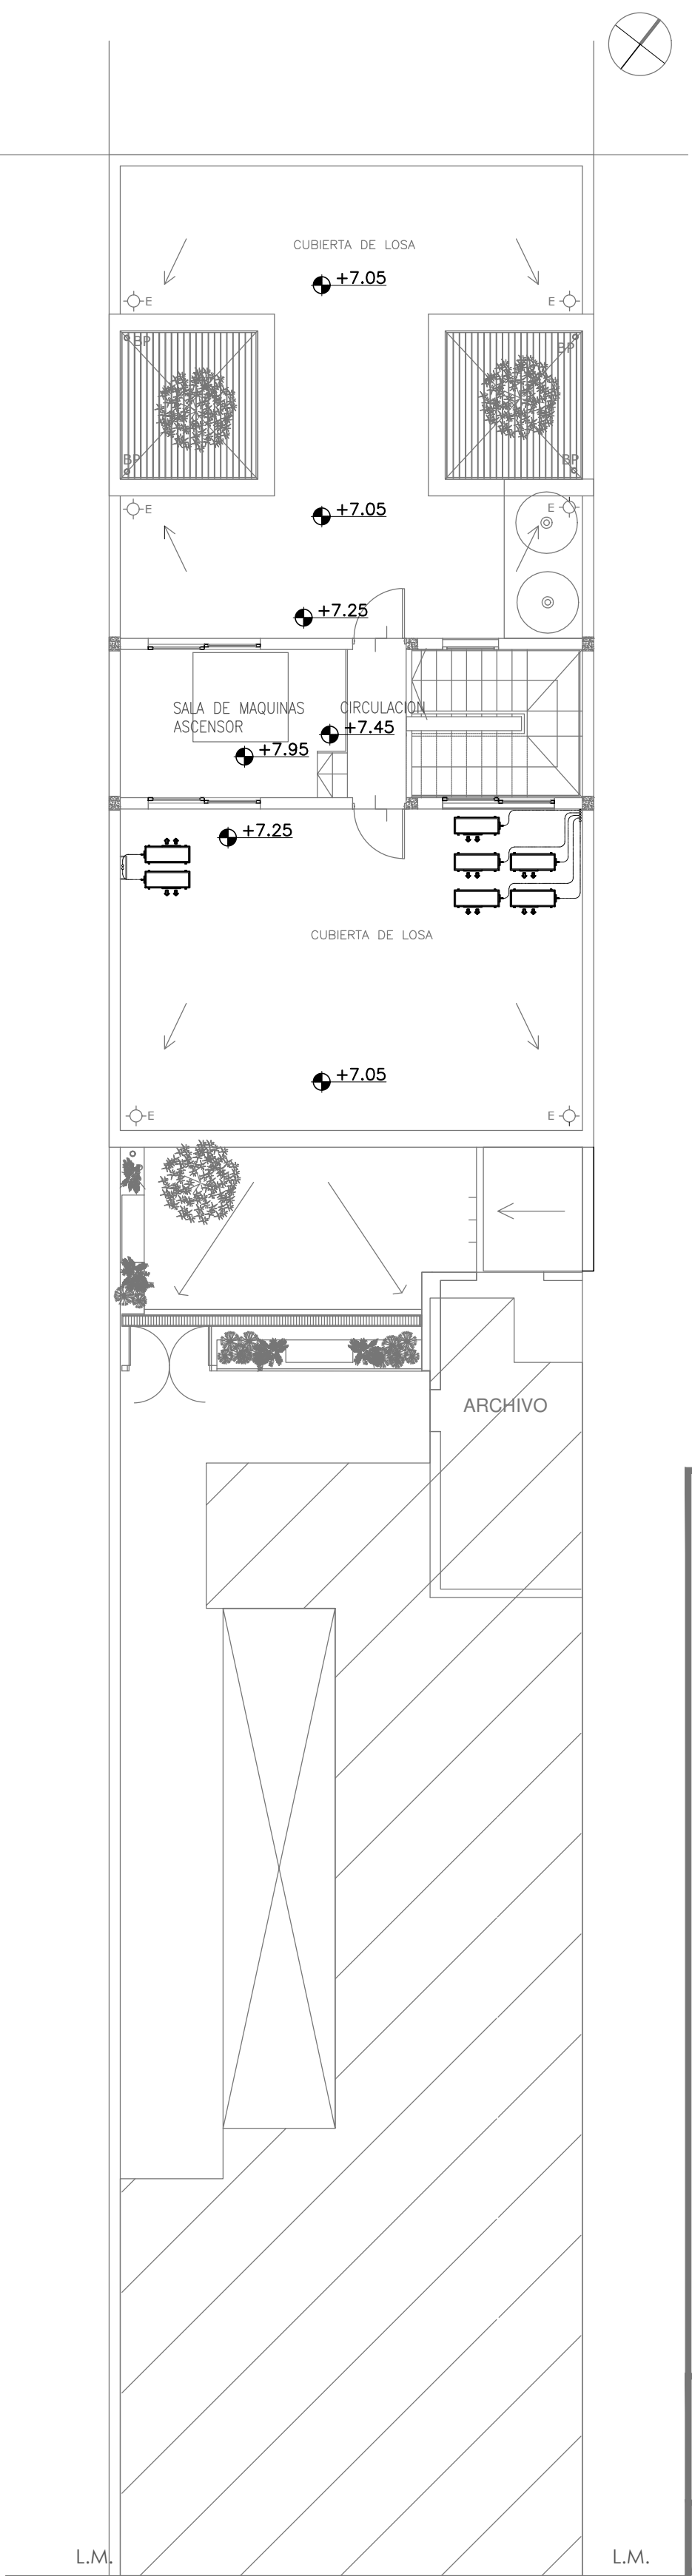 CUBIERTA DE LOSA
+7.05
E
E
BP
BP
BP
BP
E
+7.05
E
+7.25
SALA DE MAQUINAS
ASCENSOR
CIRCULACION
+7.45
+7.95
+7.25
CUBIERTA DE LOSA
+7.05
E
E
ARCHIVO
L.M.
L.M.